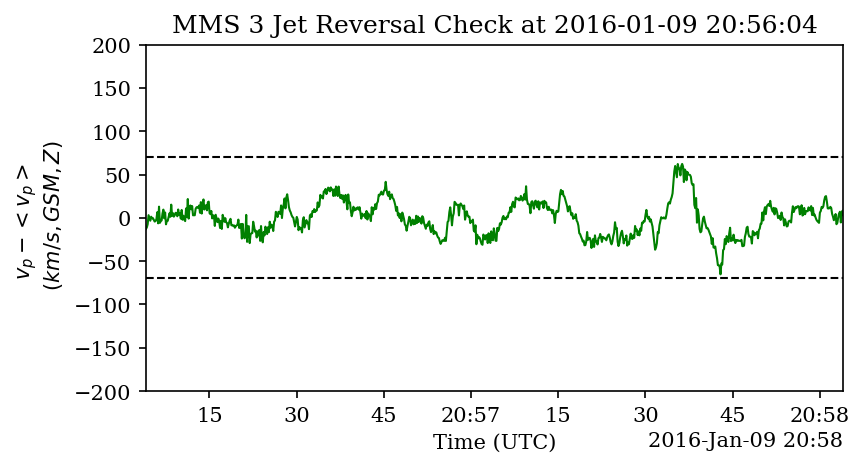 MMS 3 Jet Reversal Check at 2016-01-09 20:56:04
200
150
100
50
0
−50
−100
−150
−200
v_p − < v_p >
(km/s, GSM, Z)
15 30 45 20:57 15 30 45 20:58
Time (UTC)
2016-Jan-09 20:58